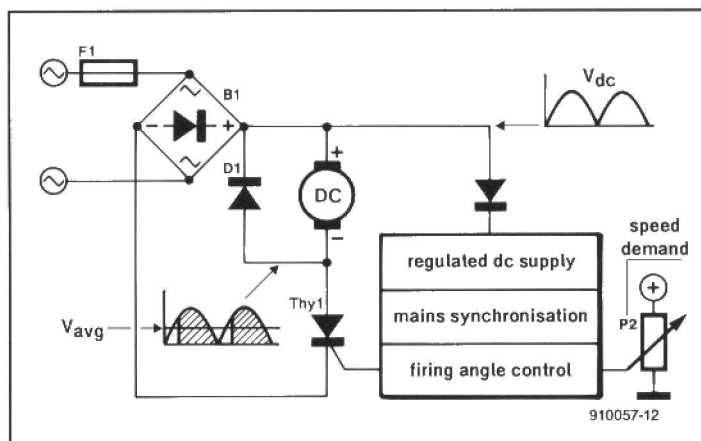 F1
B1
Vdc
D1
+
DC
−
− +
speed
demand
regulated dc supply
Thy1
mains synchronisation
P2
Vavg
firing angle control
910057-12